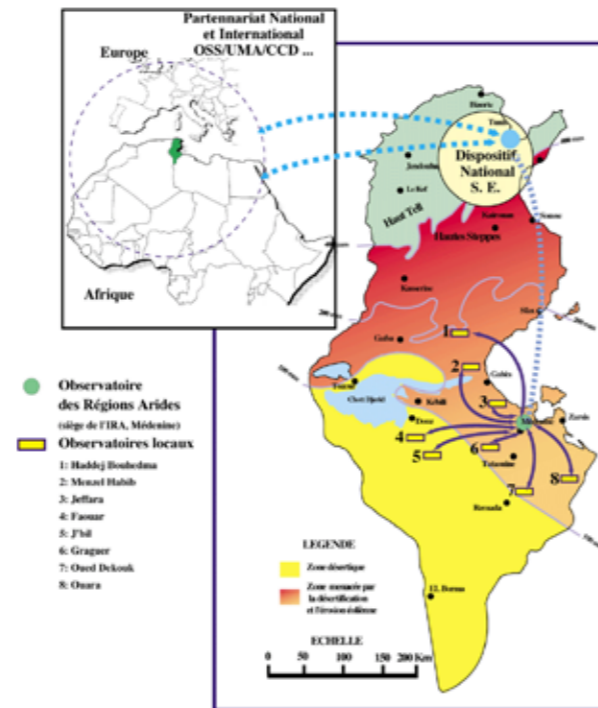 Partennariat National
et International
OSS/UMA/CCD ...
Europe
Afrique
Bizerte
Tunis
Dispositif
National
S. E.
Jendouba
Le Kef
Haut Tell
Kairouan
Sousse
Hautes Steppes
Kasserine
Sfax
Gafsa
Gabès
Tozeur
Chott Djerid
Kébili
Douz
Médenine
Zarzis
Tataouine
Remada
EL Borma
1
2
3
4
5
6
7
8
Observatoire
des Régions Arides
(siège de l'IRA, Médenine)
Observatoires locaux
1: Haddej Bouhedma
2: Menzel Habib
3: Jeffara
4: Faouar
5: J'bil
6: Graguer
7: Oued Dekouk
8: Ouara
LEGENDE
Zone désertique
Zone menacée par
la désertification
et l'érosion éolienne
ECHELLE
0 50 100 150 200 Km